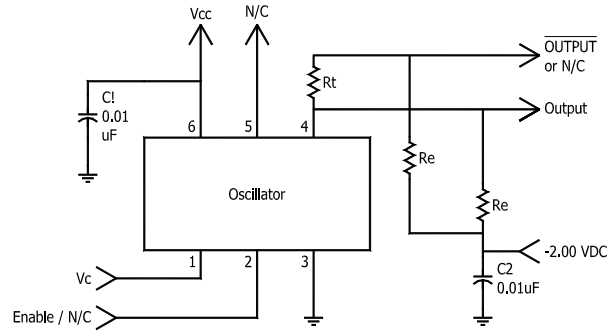 Vcc
N/C
OUTPUT
or N/C
Rt
C!
0.01
uF
Output
6
5
4
Re
Oscillator
Re
1
2
3
-2.00 VDC
Vc
C2
0.01uF
Enable / N/C